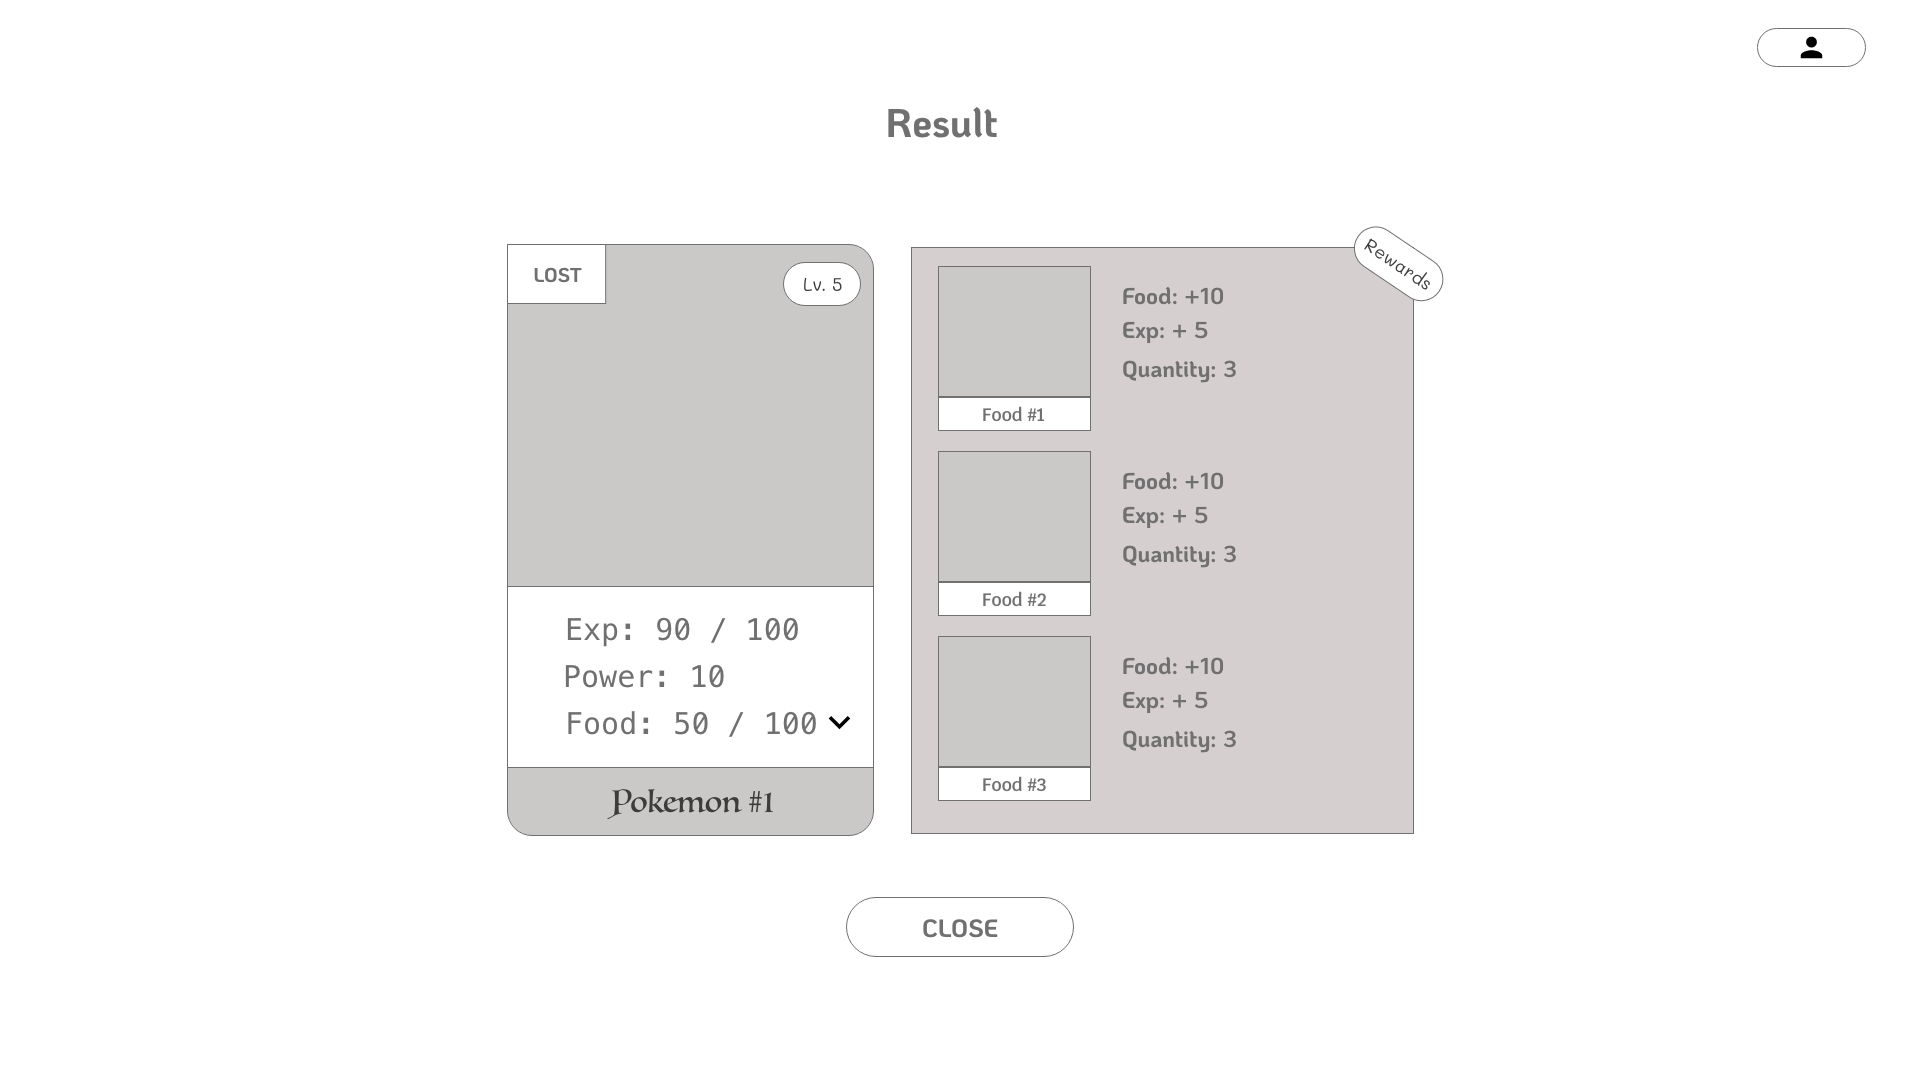 Result
LOST
Lv. 5
Exp: 90 / 100
Power: 10
Food: 50 / 100
Pokemon #1
Rewards
Food: +10
Exp: + 5
Quantity: 3
Food #1
Food: +10
Exp: + 5
Quantity: 3
Food #2
Food: +10
Exp: + 5
Quantity: 3
Food #3
CLOSE